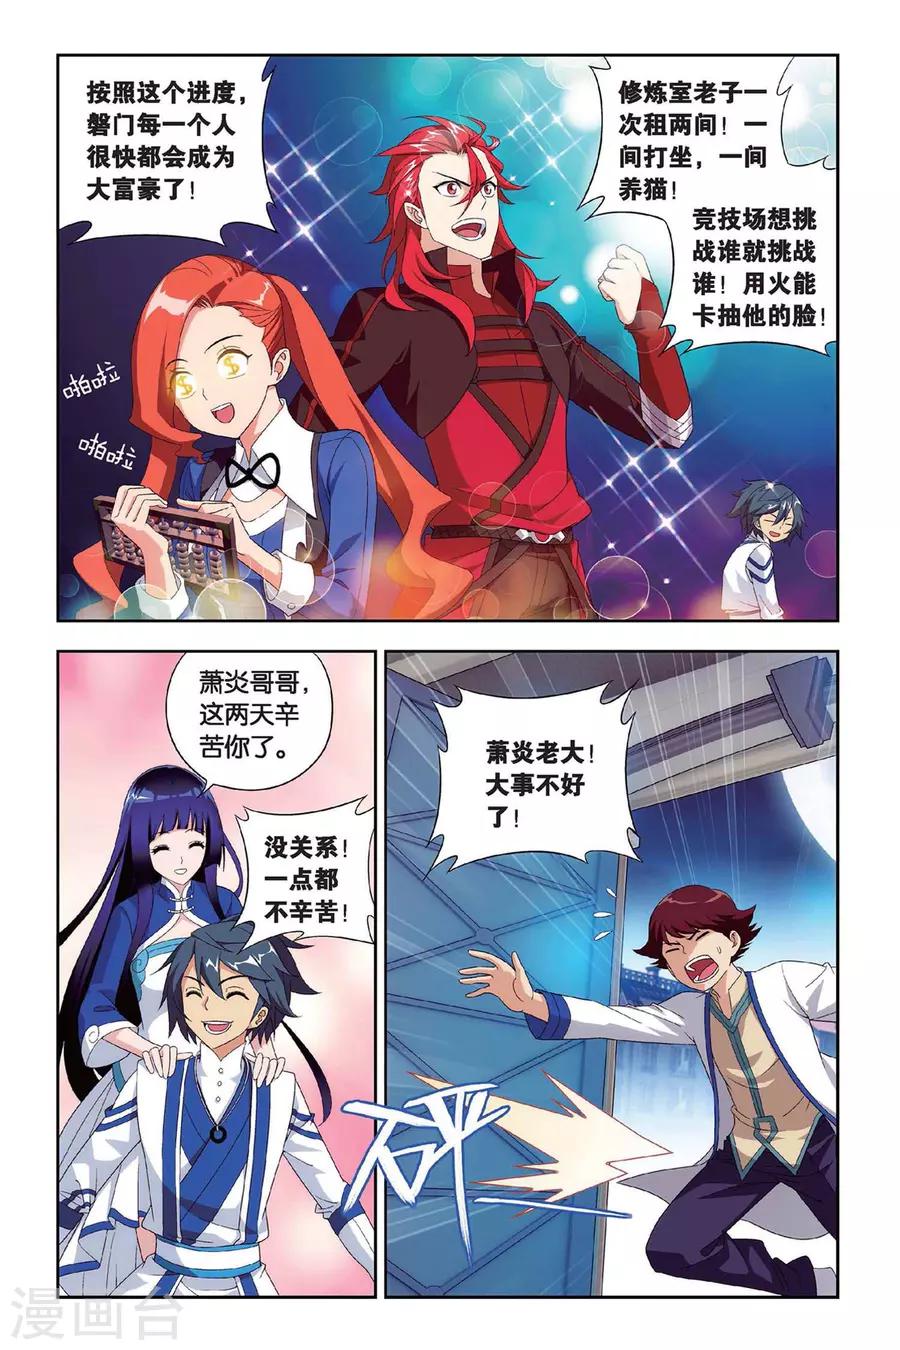 按照这个进度，
磐门每一个人
很快都会成为
大富豪了！
修炼室老子一
次租两间！一
间打坐，一间
养猫！
竞技场想挑
战谁就挑战
谁！用火能
卡抽他的脸！
啪啦
啪啦
萧炎哥哥，
这两天辛
苦你了。
没关系！
一点都
不辛苦！
萧炎老大！
大事不好
了！
砰
漫画台